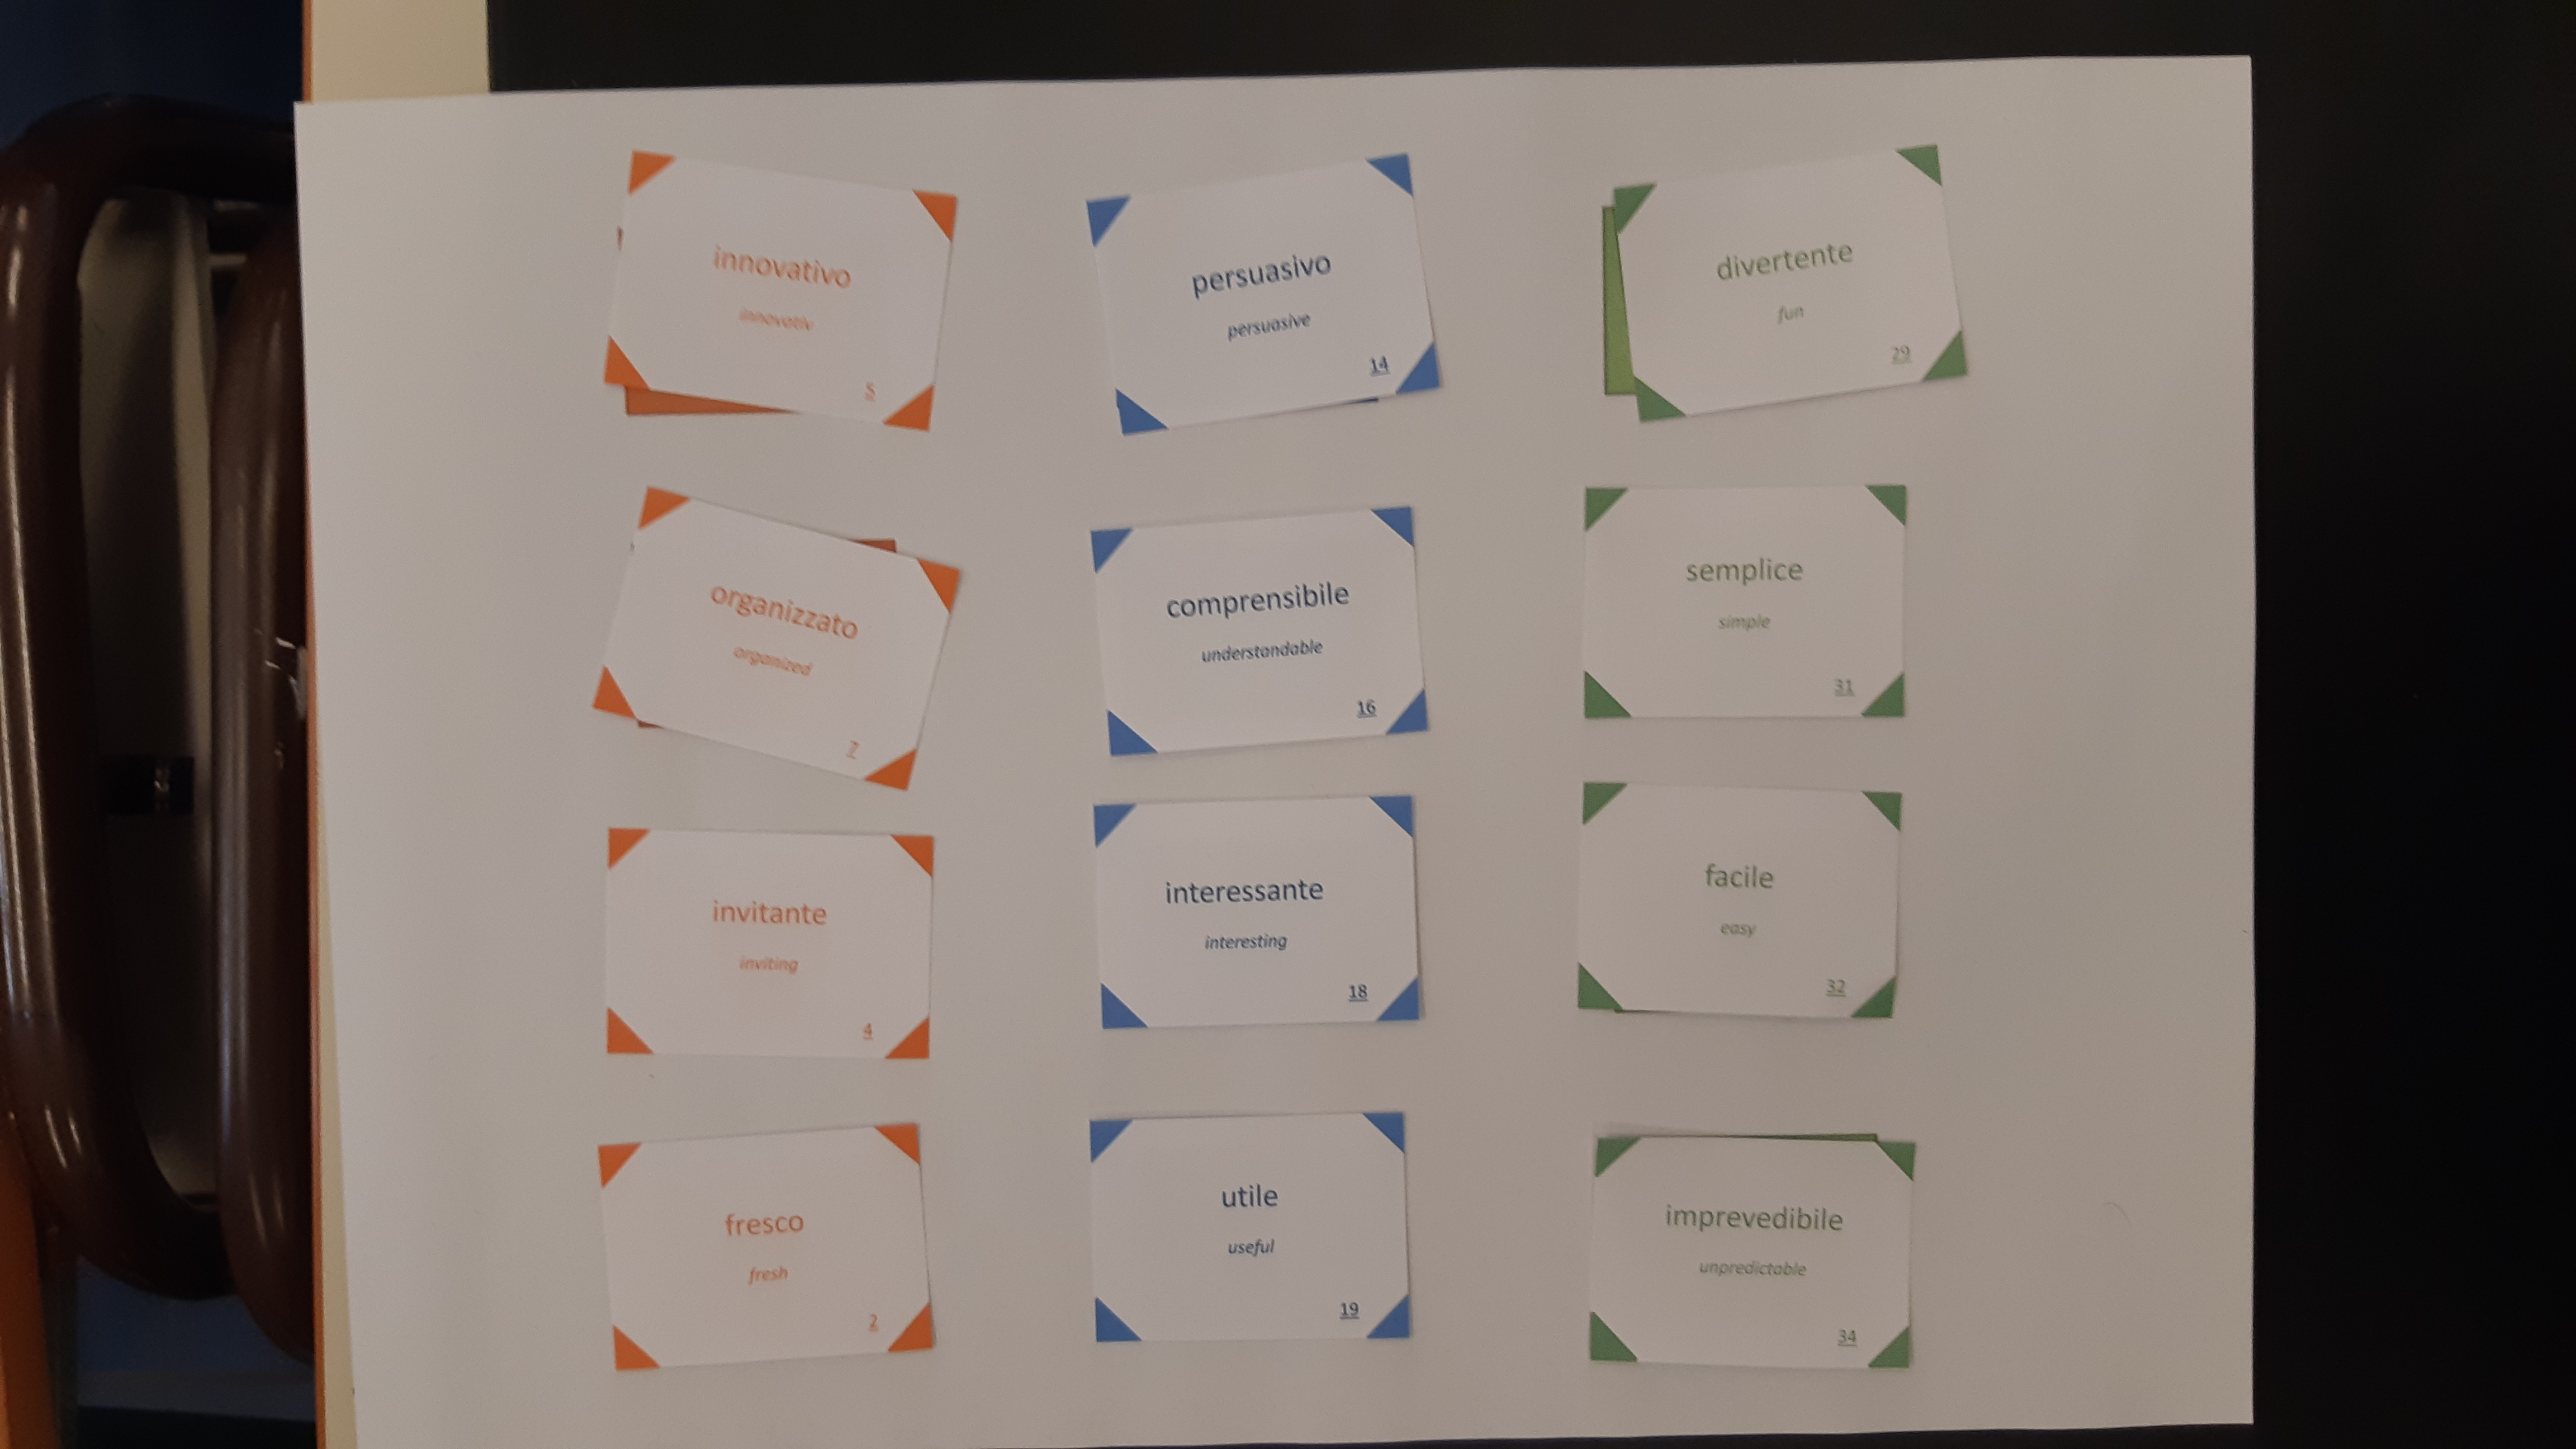 innovativo
innovativ
5
persuasivo
persuasive
14
divertente
fun
29
organizzato
organized
7
comprensibile
understandable
16
semplice
simple
31
invitante
inviting
4
interessante
interesting
18
facile
easy
32
fresco
fresh
2
utile
useful
19
imprevedibile
unpredictable
34